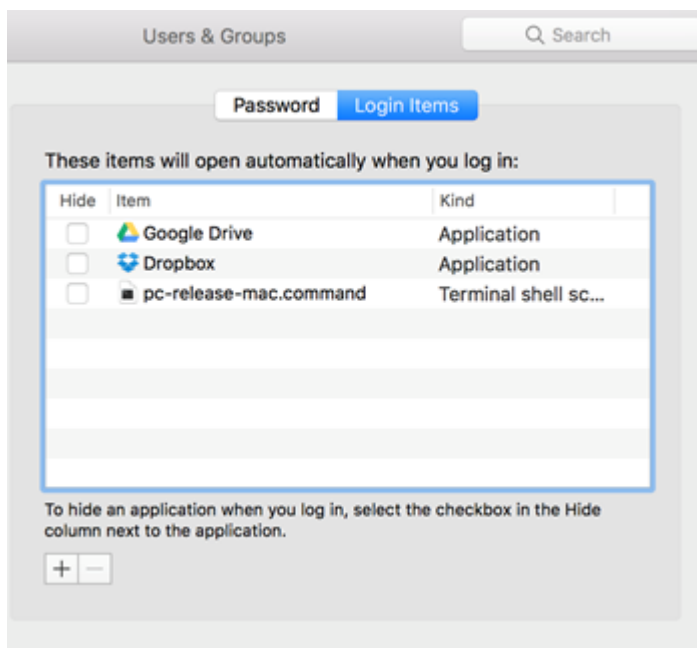 Users & Groups
Search
Password
Login Items
These items will open automatically when you log in:
Hide Item Kind
Google Drive Application
Dropbox Application
pc-release-mac.command Terminal shell sc...
To hide an application when you log in, select the checkbox in the Hide
column next to the application.
+ −